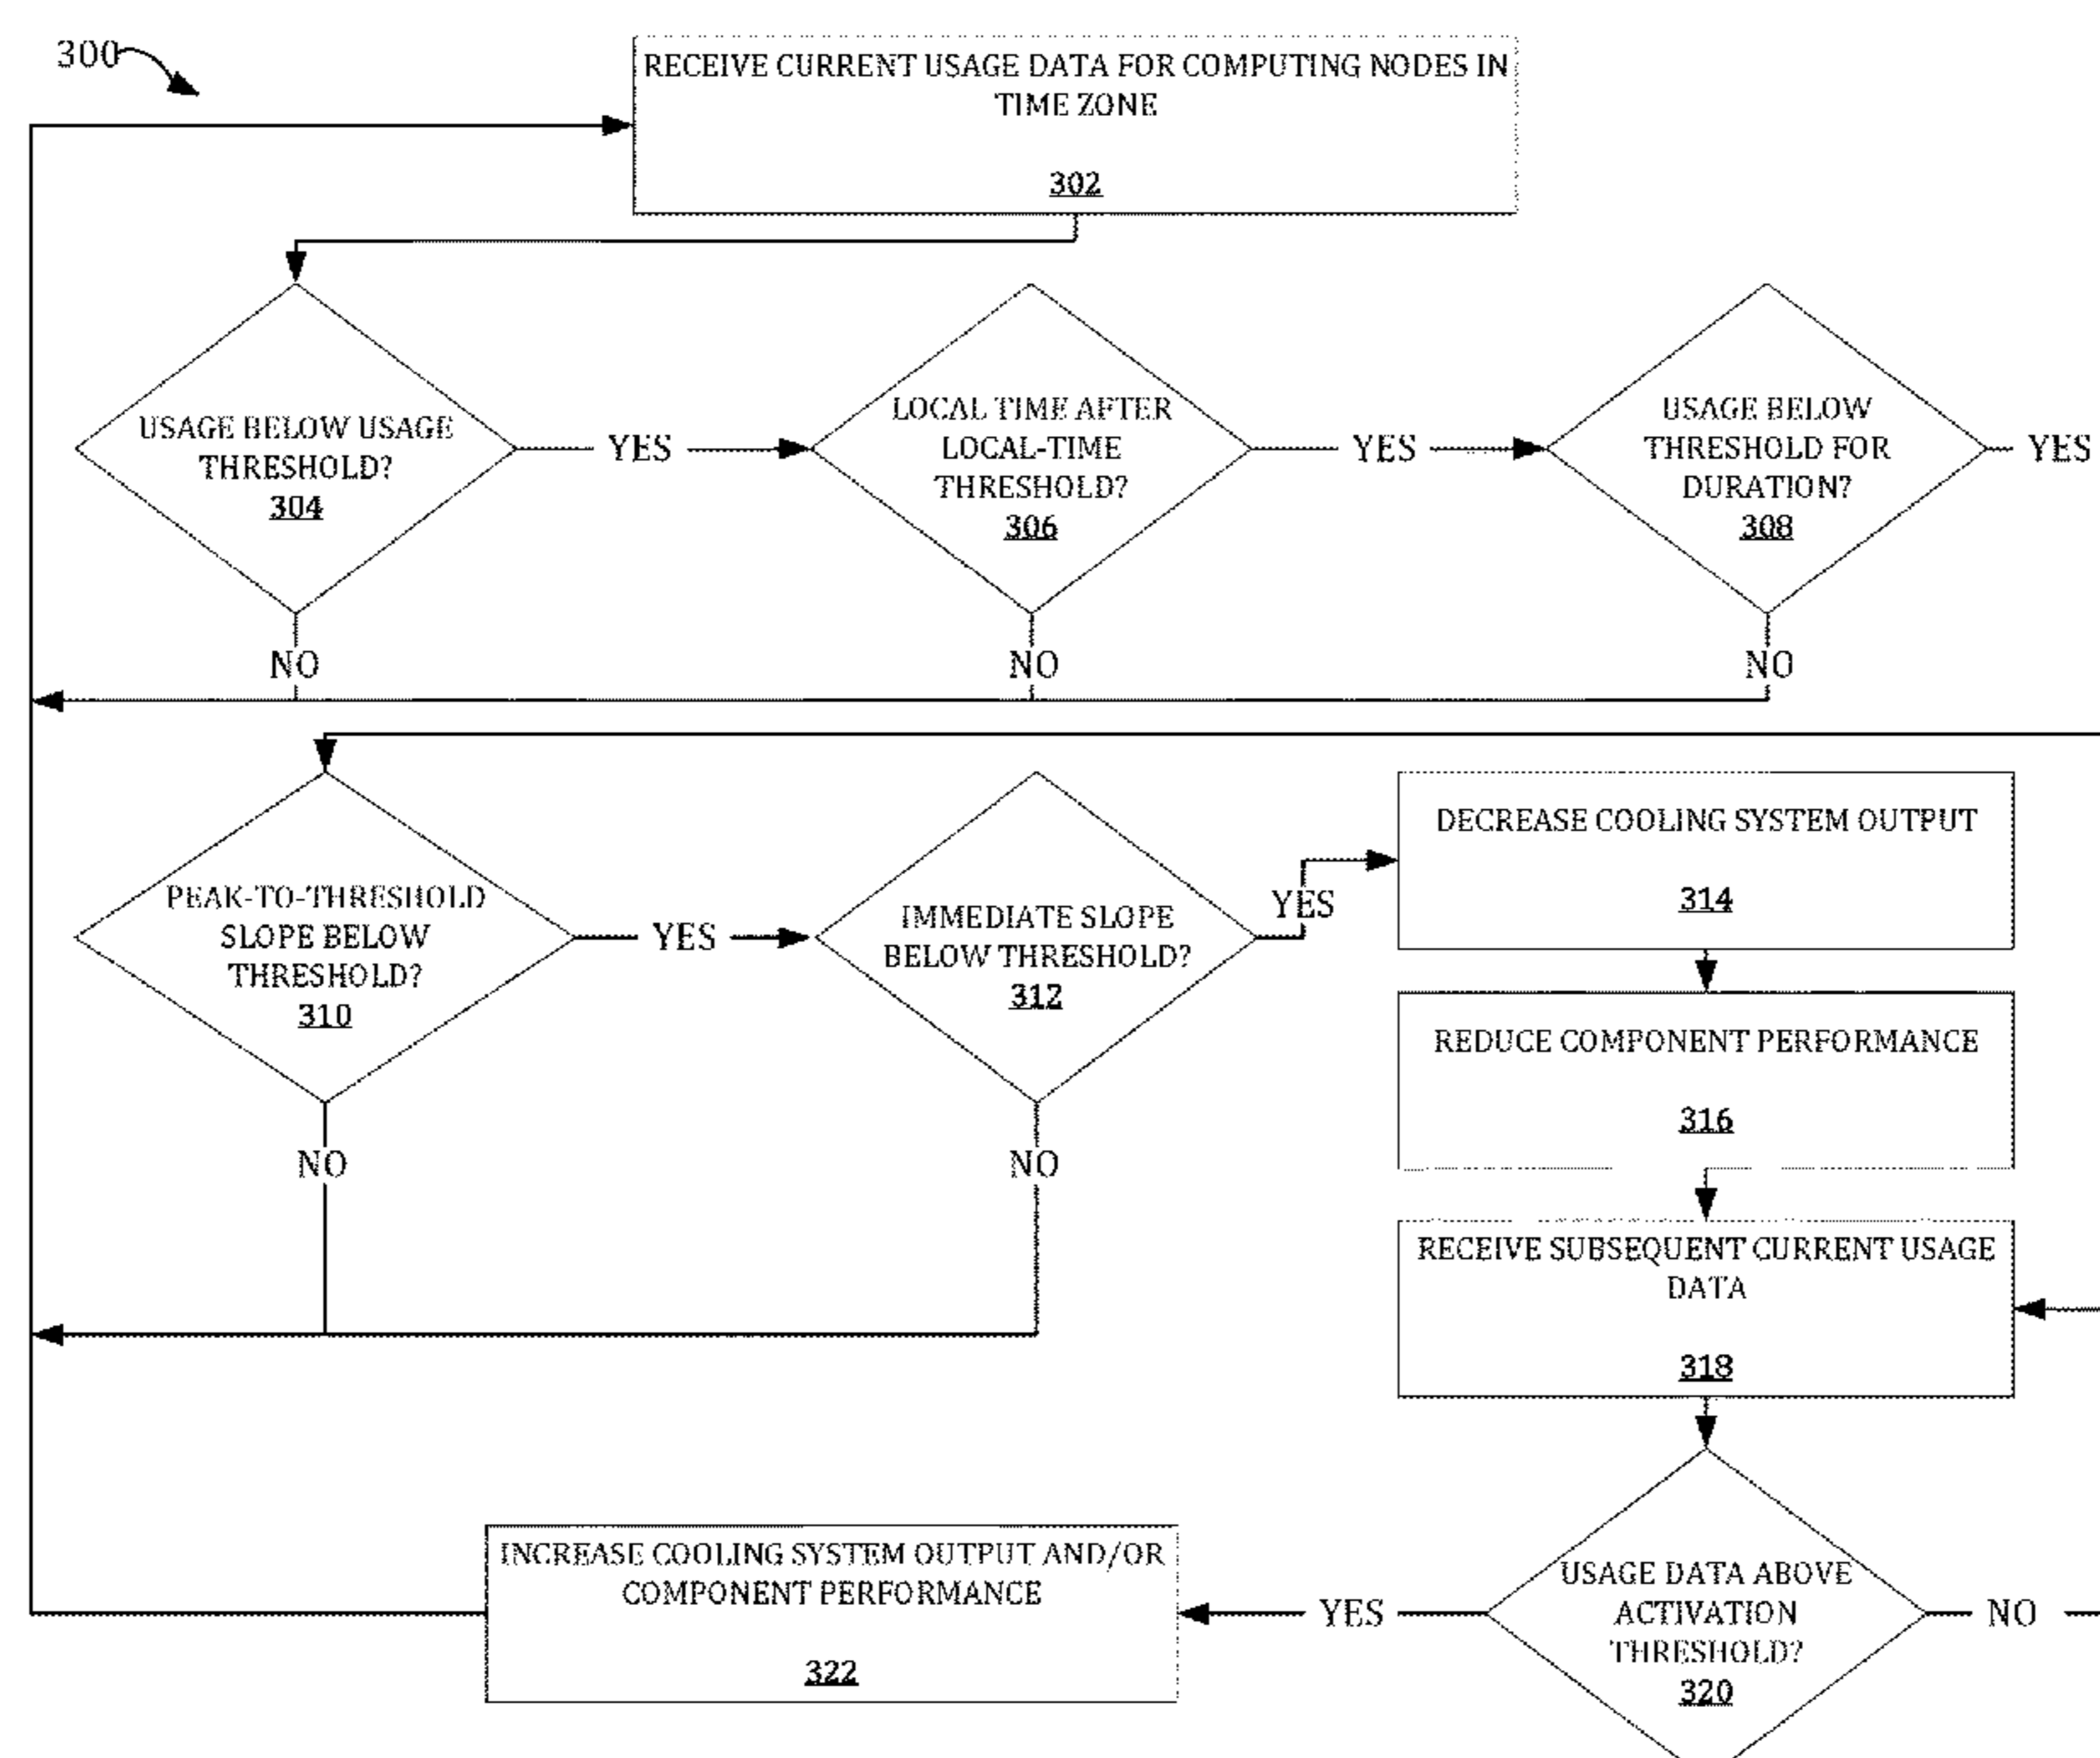 300
RECEIVE CURRENT USAGE DATA FOR COMPUTING NODES IN
TIME ZONE
302
USAGE BELOW USAGE
THRESHOLD?
304
YES
LOCAL TIME AFTER
LOCAL-TIME
THRESHOLD?
306
YES
USAGE BELOW
THRESHOLD FOR
DURATION?
308
YES
NO
NO
NO
PEAK-TO-THRESHOLD
SLOPE BELOW
THRESHOLD?
310
YES
IMMEDIATE SLOPE
BELOW THRESHOLD?
312
YES
NO
NO
DECREASE COOLING SYSTEM OUTPUT
314
REDUCE COMPONENT PERFORMANCE
316
RECEIVE SUBSEQUENT CURRENT USAGE
DATA
318
USAGE DATA ABOVE
ACTIVATION
THRESHOLD?
320
NO
YES
INCREASE COOLING SYSTEM OUTPUT AND/OR
COMPONENT PERFORMANCE
322